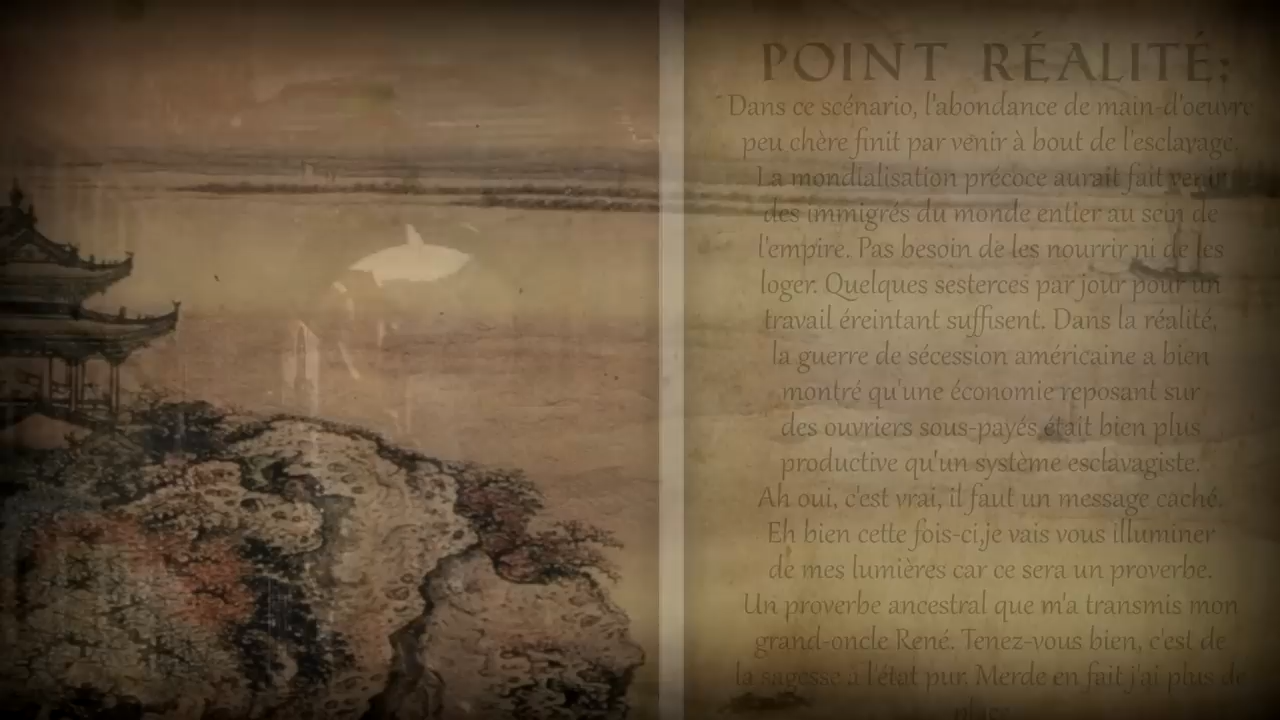 POINT RÉALITÉ:
Dans ce scénario, l'abondance de main-d'oeuvre
peu chère finit par venir à bout de l'esclavage.
La mondialisation précoce aurait fait venir
des immigrés du monde entier au sein de
l'empire. Pas besoin de les nourrir ni de les
loger. Quelques sesterces par jour pour un
travail éreintant suffisent. Dans la réalité,
la guerre de sécession américaine a bien
montré qu'une économie reposant sur
des ouvriers sous-payés était bien plus
productive qu'un système esclavagiste.
Ah oui, c'est vrai, il faut un message caché.
Eh bien cette fois-ci,je vais vous illuminer
de mes lumières car ce sera un proverbe.
Un proverbe ancestral que m'a transmis mon
grand-oncle René. Tenez-vous bien, c'est de
la sagesse à l'état pur. Merde en fait j'ai plus de
place